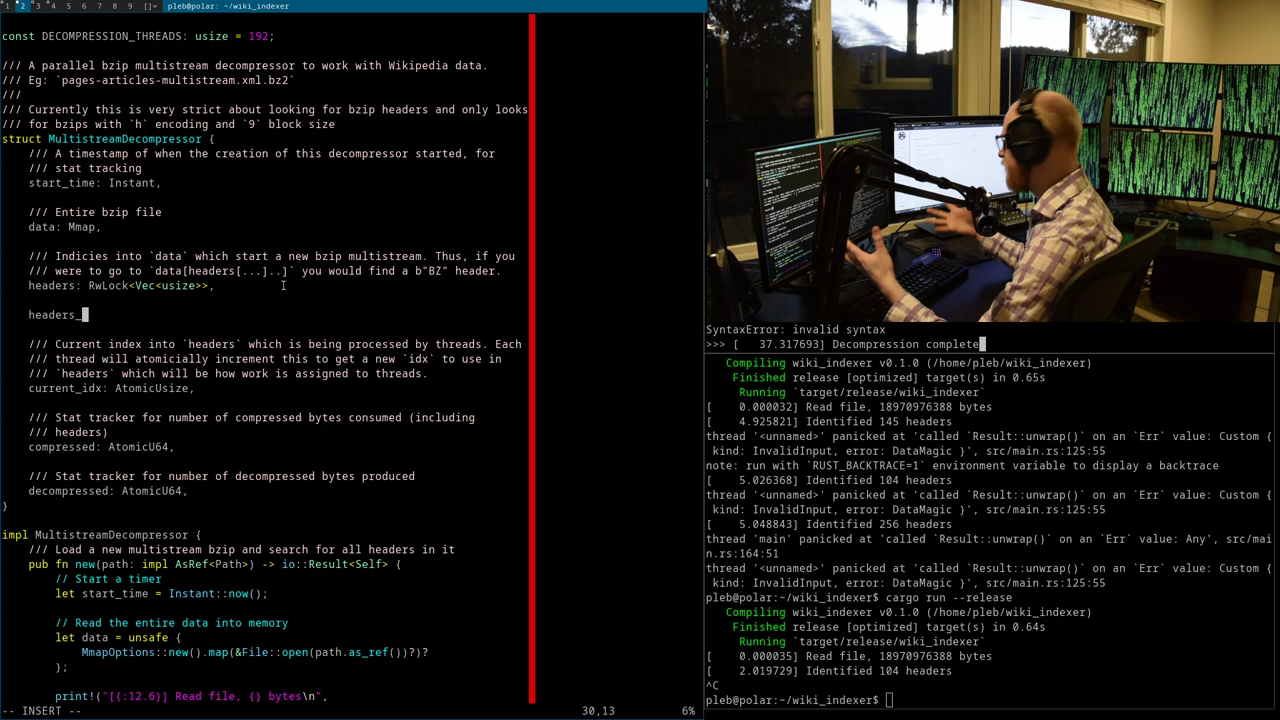 1 2 3 4 5 6 7 8 9 []= pleb@polar: ~/wiki_indexer
const DECOMPRESSION_THREADS: usize = 192;
/// A parallel bzip multistream decompressor to work with Wikipedia data.
/// Eg: `pages-articles-multistream.xml.bz2`
///
/// Currently this is very strict about looking for bzip headers and only looks
/// for bzips with `h` encoding and `9` block size
struct MultistreamDecompressor {
/// A timestamp of when the creation of this decompressor started, for
/// stat tracking
start_time: Instant,
/// Entire bzip file
data: Mmap,
/// Indicies into `data` which start a new bzip multistream. Thus, if you
/// were to go to `data[headers[...]..]` you would find a b"BZ" header.
headers: RwLock<Vec<usize>>,
headers_
/// Current index into `headers` which is being processed by threads. Each
/// thread will atomicially increment this to get a new `idx` to use in
/// `headers` which will be how work is assigned to threads.
current_idx: AtomicUsize,
/// Stat tracker for number of compressed bytes consumed (including
/// headers)
compressed: AtomicU64,
/// Stat tracker for number of decompressed bytes produced
decompressed: AtomicU64,
}
impl MultistreamDecompressor {
/// Load a new multistream bzip and search for all headers in it
pub fn new(path: impl AsRef<Path>) -> io::Result<Self> {
// Start a timer
let start_time = Instant::now();
// Read the entire data into memory
let data = unsafe {
MmapOptions::new().map(&File::open(path.as_ref())?)?
};
print!("[{:12.6}] Read file, {} bytes\n",
-- INSERT -- 30,13 6%
SyntaxError: invalid syntax
>>> [   37.317693] Decompression complete
Compiling wiki_indexer v0.1.0 (/home/pleb/wiki_indexer)
Finished release [optimized] target(s) in 0.65s
Running `target/release/wiki_indexer`
[    0.000032] Read file, 18970976388 bytes
[    4.925821] Identified 145 headers
thread '<unnamed>' panicked at 'called `Result::unwrap()` on an `Err` value: Custom {
kind: InvalidInput, error: DataMagic }', src/main.rs:125:55
note: run with `RUST_BACKTRACE=1` environment variable to display a backtrace
[    5.026368] Identified 104 headers
thread '<unnamed>' panicked at 'called `Result::unwrap()` on an `Err` value: Custom {
kind: InvalidInput, error: DataMagic }', src/main.rs:125:55
[    5.048843] Identified 256 headers
thread 'main' panicked at 'called `Result::unwrap()` on an `Err` value: Any', src/mai
n.rs:164:51
thread '<unnamed>' panicked at 'called `Result::unwrap()` on an `Err` value: Custom {
kind: InvalidInput, error: DataMagic }', src/main.rs:125:55
pleb@polar:~/wiki_indexer$ cargo run --release
Compiling wiki_indexer v0.1.0 (/home/pleb/wiki_indexer)
Finished release [optimized] target(s) in 0.64s
Running `target/release/wiki_indexer`
[    0.000035] Read file, 18970976388 bytes
[    2.019729] Identified 104 headers
^C
pleb@polar:~/wiki_indexer$